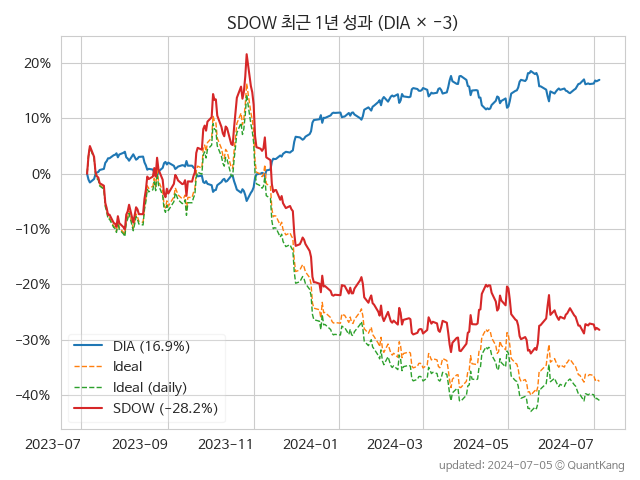 SDOW 최근 1년 성과 (DIA × −3)
20%
10%
0%
−10%
−20%
−30%
−40%
DIA (16.9%)
Ideal
Ideal (daily)
SDOW (−28.2%)
2023-07 2023-09 2023-11 2024-01 2024-03 2024-05 2024-07
updated: 2024-07-05 © QuantKang